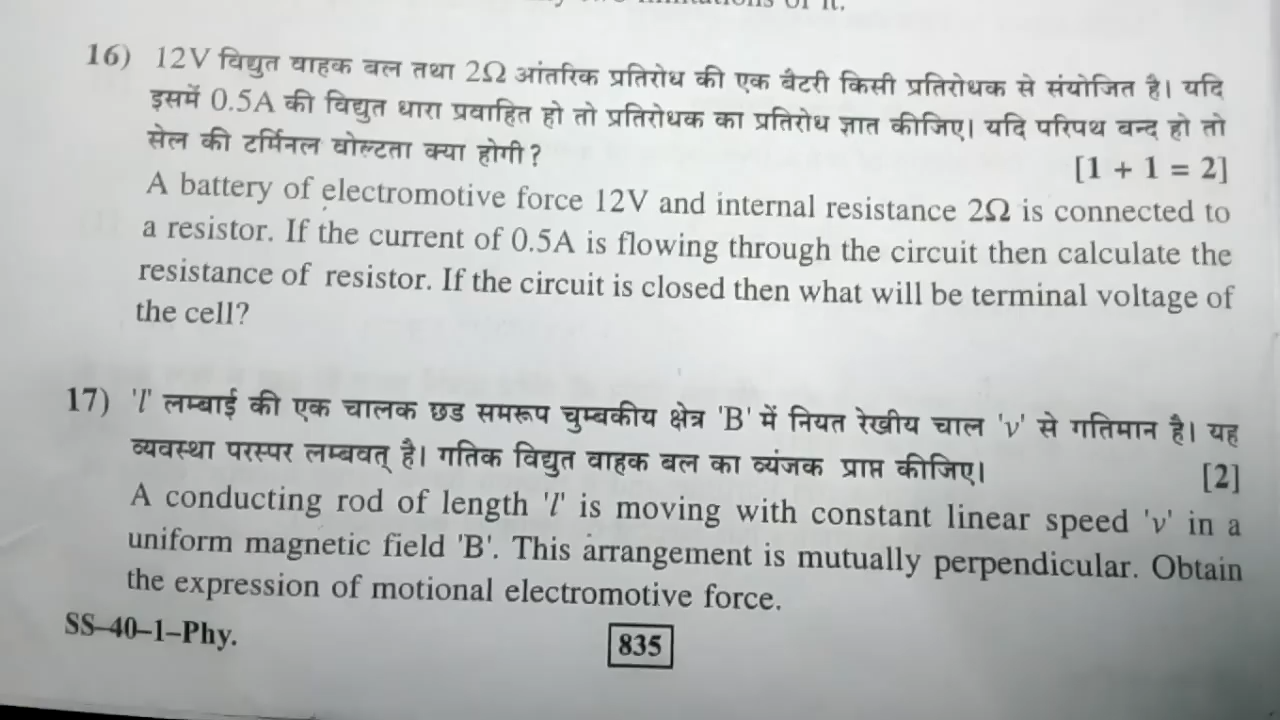 of it.
16) 12V विद्युत वाहक बल तथा 2Ω आंतरिक प्रतिरोध की एक बैटरी किसी प्रतिरोधक से संयोजित है। यदि
इसमें 0.5A की विद्युत धारा प्रवाहित हो तो प्रतिरोधक का प्रतिरोध ज्ञात कीजिए। यदि परिपथ बन्द हो तो
सेल की टर्मिनल वोल्टता क्या होगी?
[1 + 1 = 2]
A battery of electromotive force 12V and internal resistance 2Ω is connected to
a resistor. If the current of 0.5A is flowing through the circuit then calculate the
resistance of resistor. If the circuit is closed then what will be terminal voltage of
the cell?
17) 'l' लम्बाई की एक चालक छड समरूप चुम्बकीय क्षेत्र 'B' में नियत रेखीय चाल 'v' से गतिमान है। यह
व्यवस्था परस्पर लम्बवत् है। गतिक विद्युत वाहक बल का व्यंजक प्राप्त कीजिए। [2]
A conducting rod of length 'l' is moving with constant linear speed 'v' in a
uniform magnetic field 'B'. This arrangement is mutually perpendicular. Obtain
the expression of motional electromotive force.
SS–40–1–Phy. 835